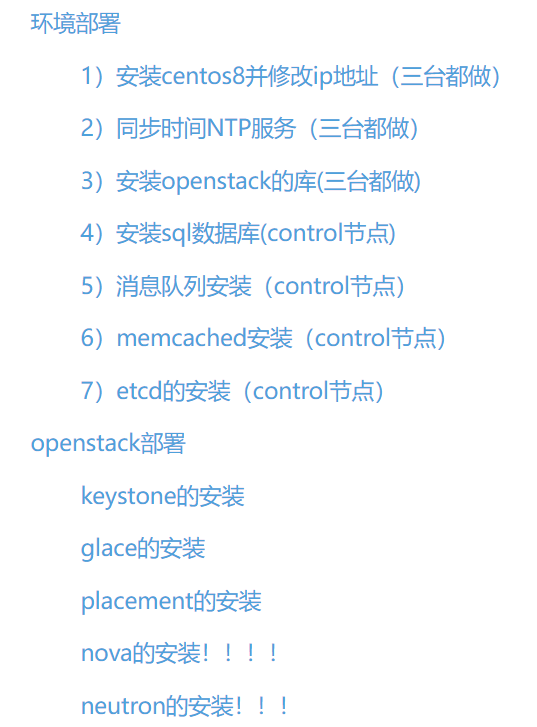 环境部署
1）安装centos8并修改ip地址（三台都做）
2）同步时间NTP服务（三台都做）
3）安装openstack的库(三台都做)
4）安装sql数据库(control节点)
5）消息队列安装（control节点）
6）memcached安装（control节点）
7）etcd的安装（control节点）
openstack部署
keystone的安装
glace的安装
placement的安装
nova的安装！！！！
neutron的安装！！！